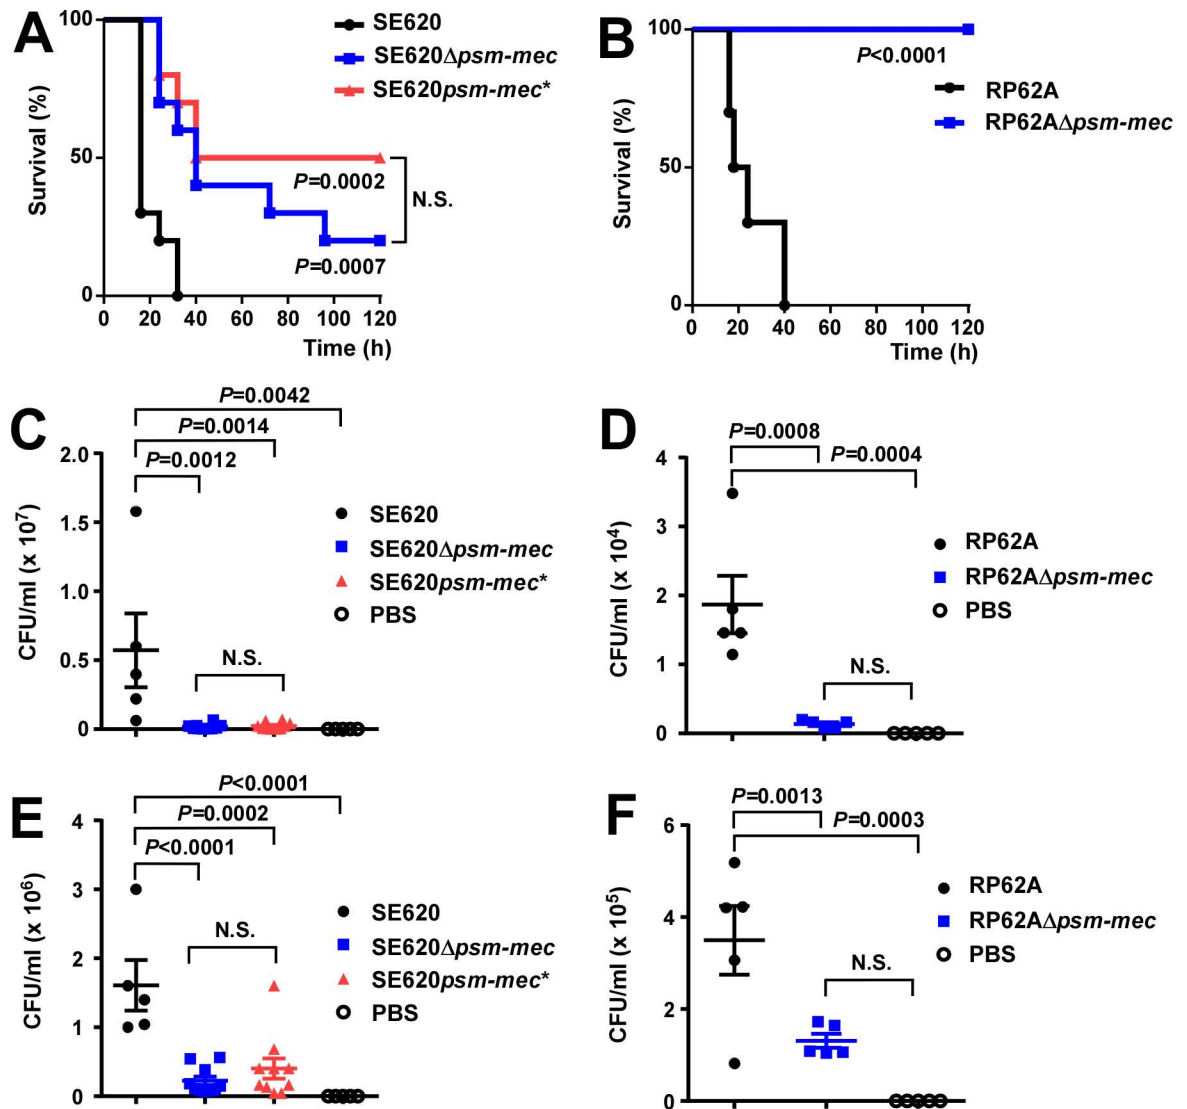 A
Survival (%)
100
50
0
0 20 40 60 80 100 120
Time (h)
SE620
SE620Δpsm-mec
SE620psm-mec*
P=0.0002
N.S.
P=0.0007
B
Survival (%)
100
50
0
0 20 40 60 80 100 120
Time (h)
P<0.0001
RP62A
RP62AΔpsm-mec
C
P=0.0042
P=0.0014
P=0.0012
CFU/ml (x 10⁷)
2.0
1.5
1.0
0.5
0
N.S.
SE620
SE620Δpsm-mec
SE620psm-mec*
PBS
D
P=0.0008
P=0.0004
CFU/ml (x 10⁴)
4
3
2
1
0
N.S.
RP62A
RP62AΔpsm-mec
PBS
E
P<0.0001
P=0.0002
P<0.0001
CFU/ml (x 10⁶)
4
3
2
1
0
N.S.
SE620
SE620Δpsm-mec
SE620psm-mec*
PBS
F
P=0.0013
P=0.0003
CFU/ml (x 10⁵)
6
4
2
0
N.S.
RP62A
RP62AΔpsm-mec
PBS